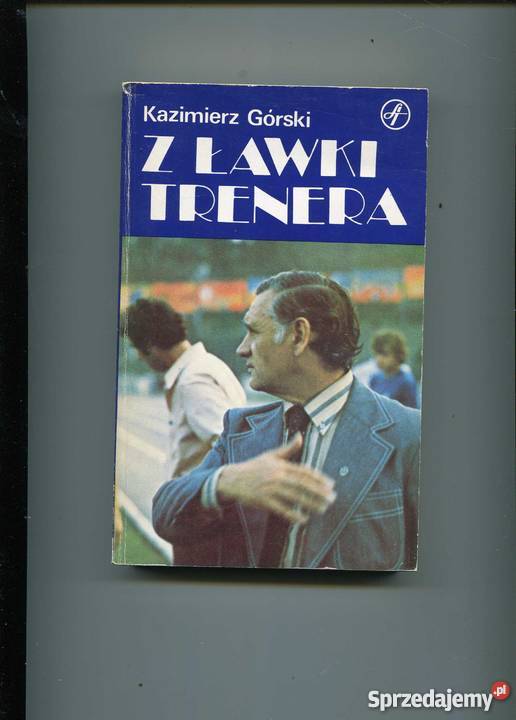 Kazimierz Górski
Z ŁAWKI
TRENERA
Sprzedajemy.pl